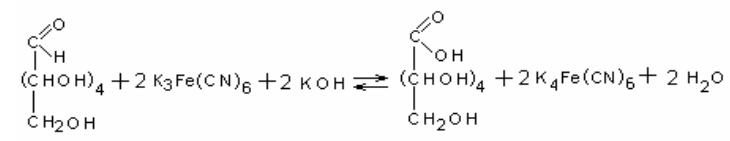 C O H (CHOH)4 CH2OH + 2 K3Fe(CN)6 + 2 KOH ⇌ C O OH (CHOH)4 CH2OH + 2 K4Fe(CN)6 + 2 H2O